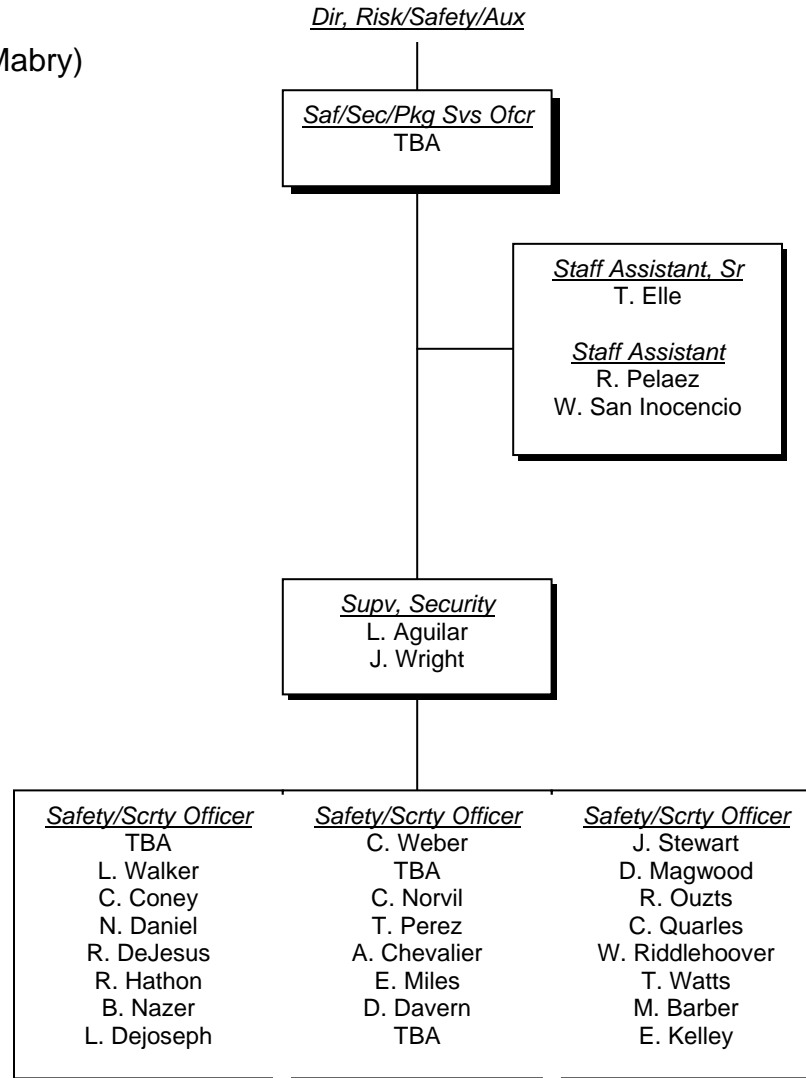 Dir, Risk/Safety/Aux
Mabry)
Saf/Sec/Pkg Svs Ofcr
TBA
Staff Assistant, Sr
T. Elle
Staff Assistant
R. Pelaez
W. San Inocencio
Supv, Security
L. Aguilar
J. Wright
Safety/Scrty Officer
TBA
L. Walker
C. Coney
N. Daniel
R. DeJesus
R. Hathon
B. Nazer
L. Dejoseph
Safety/Scrty Officer
C. Weber
TBA
C. Norvil
T. Perez
A. Chevalier
E. Miles
D. Davern
TBA
Safety/Scrty Officer
J. Stewart
D. Magwood
R. Ouzts
C. Quarles
W. Riddlehoover
T. Watts
M. Barber
E. Kelley